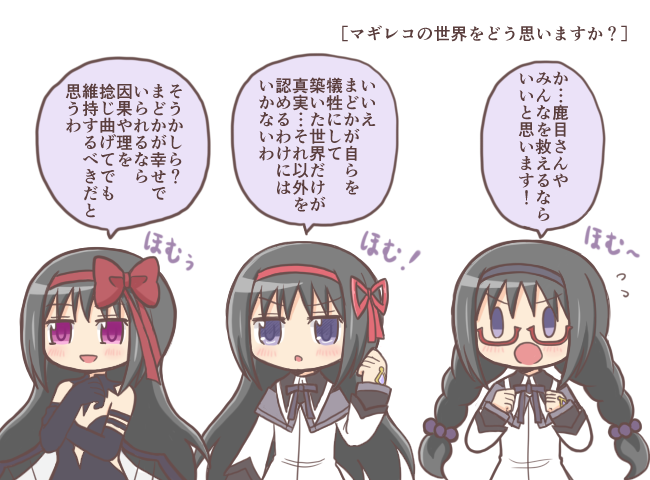 ［マギレコの世界をどう思いますか？］
か…鹿目さんや
みんなを救えるなら
いいと思います！
ほむ～
いいえ
まどかが自らを
犠牲にして
築いた世界だけが
真実…それ以外を
認めるわけには
いかないわ
ほむ！
そうかしら？
まどかが幸せで
いられるなら
因果や理を
捻じ曲げてでも
維持するべきだと
思うわ
ほむぅ